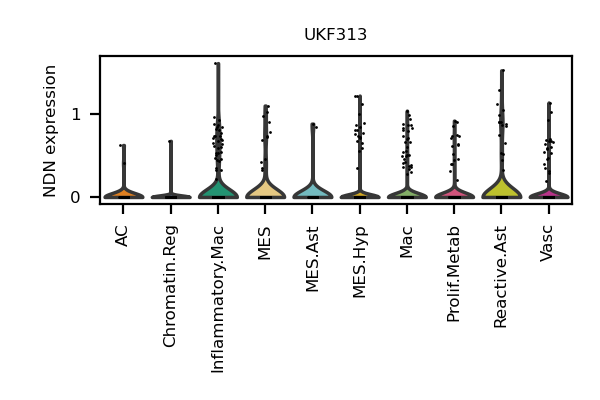 UKF313
NDN expression
1
0
AC
Chromatin.Reg
Inflammatory.Mac
MES
MES.Ast
MES.Hyp
Mac
Prolif.Metab
Reactive.Ast
Vasc